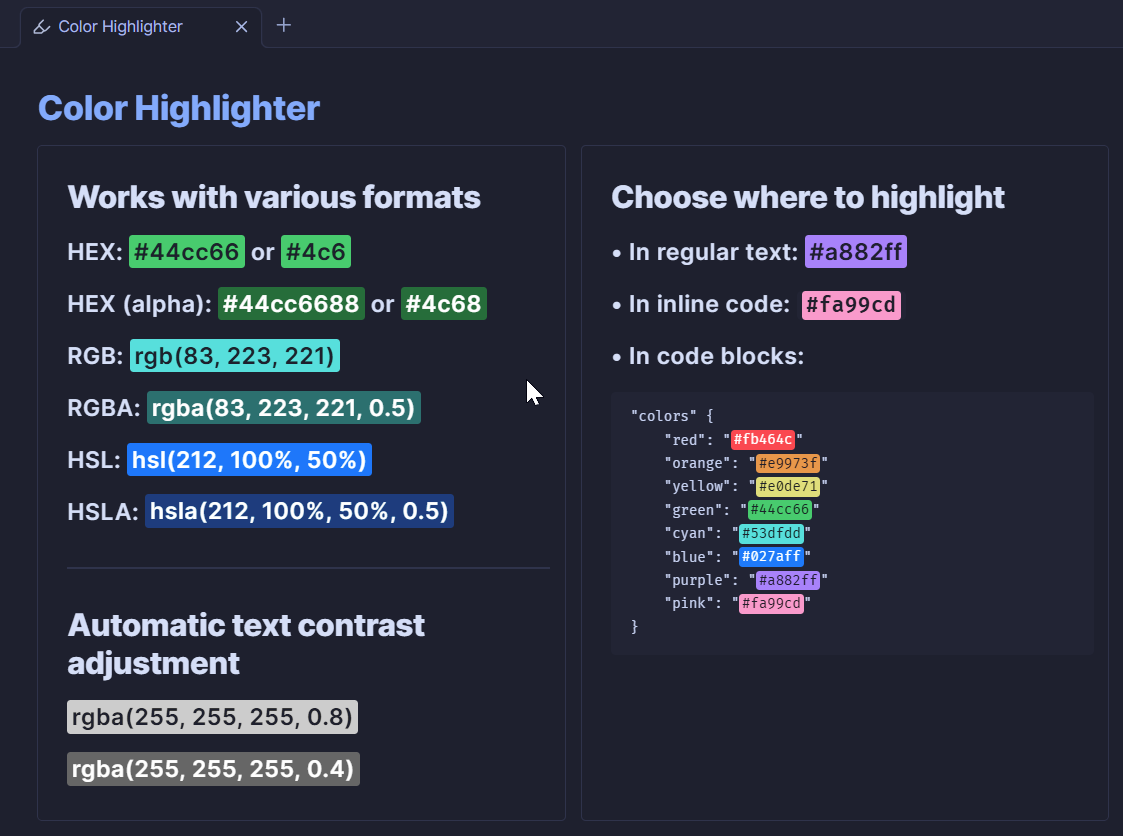 Color Highlighter
Color Highlighter
Works with various formats
HEX: #44cc66 or #4c6
HEX (alpha): #44cc6688 or #4c68
RGB: rgb(83, 223, 221)
RGBA: rgba(83, 223, 221, 0.5)
HSL: hsl(212, 100%, 50%)
HSLA: hsla(212, 100%, 50%, 0.5)
Automatic text contrast
adjustment
rgba(255, 255, 255, 0.8)
rgba(255, 255, 255, 0.4)
Choose where to highlight
• In regular text: #a882ff
• In inline code: #fa99cd
• In code blocks:
"colors" {
    "red": "#fb464c"
    "orange": "#e9973f"
    "yellow": "#e0de71"
    "green": "#44cc66"
    "cyan": "#53dfdd"
    "blue": "#027aff"
    "purple": "#a882ff"
    "pink": "#fa99cd"
}